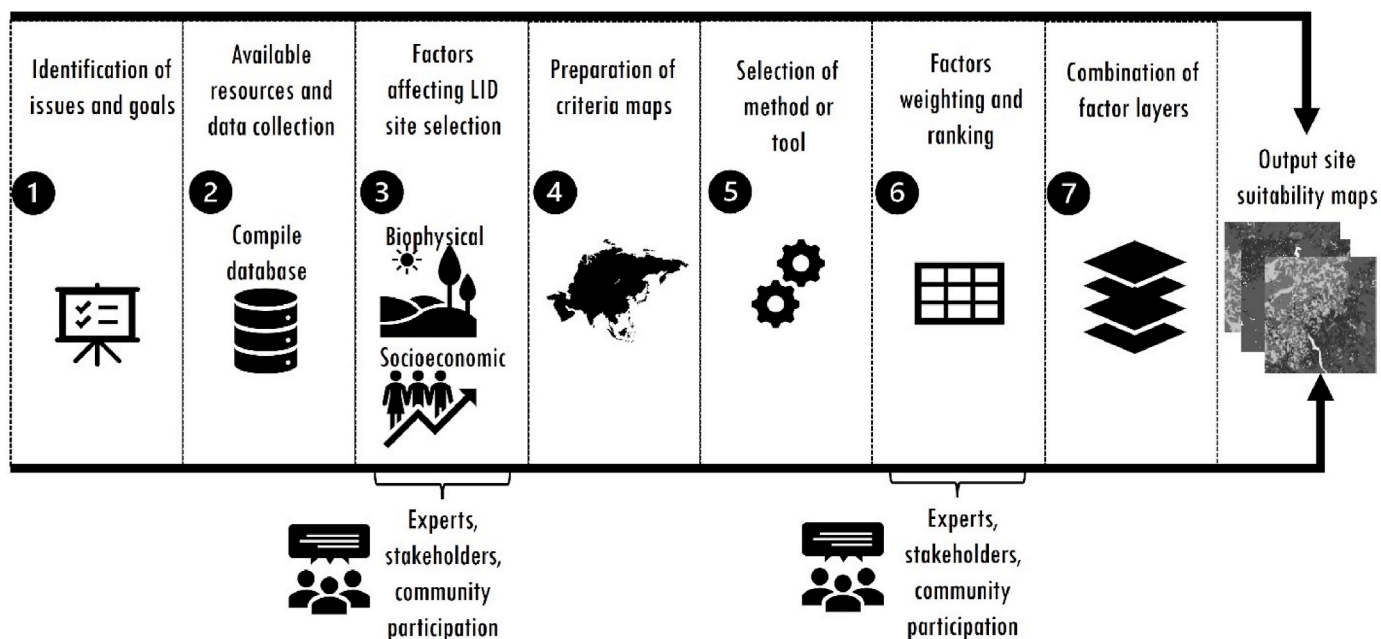 Identification of
issues and goals
1
Available
resources and
data collection
2
Compile
database
Factors
affecting LID
site selection
3
Biophysical
Socioeconomic
Preparation of
criteria maps
4
Selection of
method or
tool
5
Factors
weighting and
ranking
6
Combination of
factor layers
7
Output site
suitability maps
Experts,
stakeholders,
community
participation
Experts,
stakeholders,
community
participation